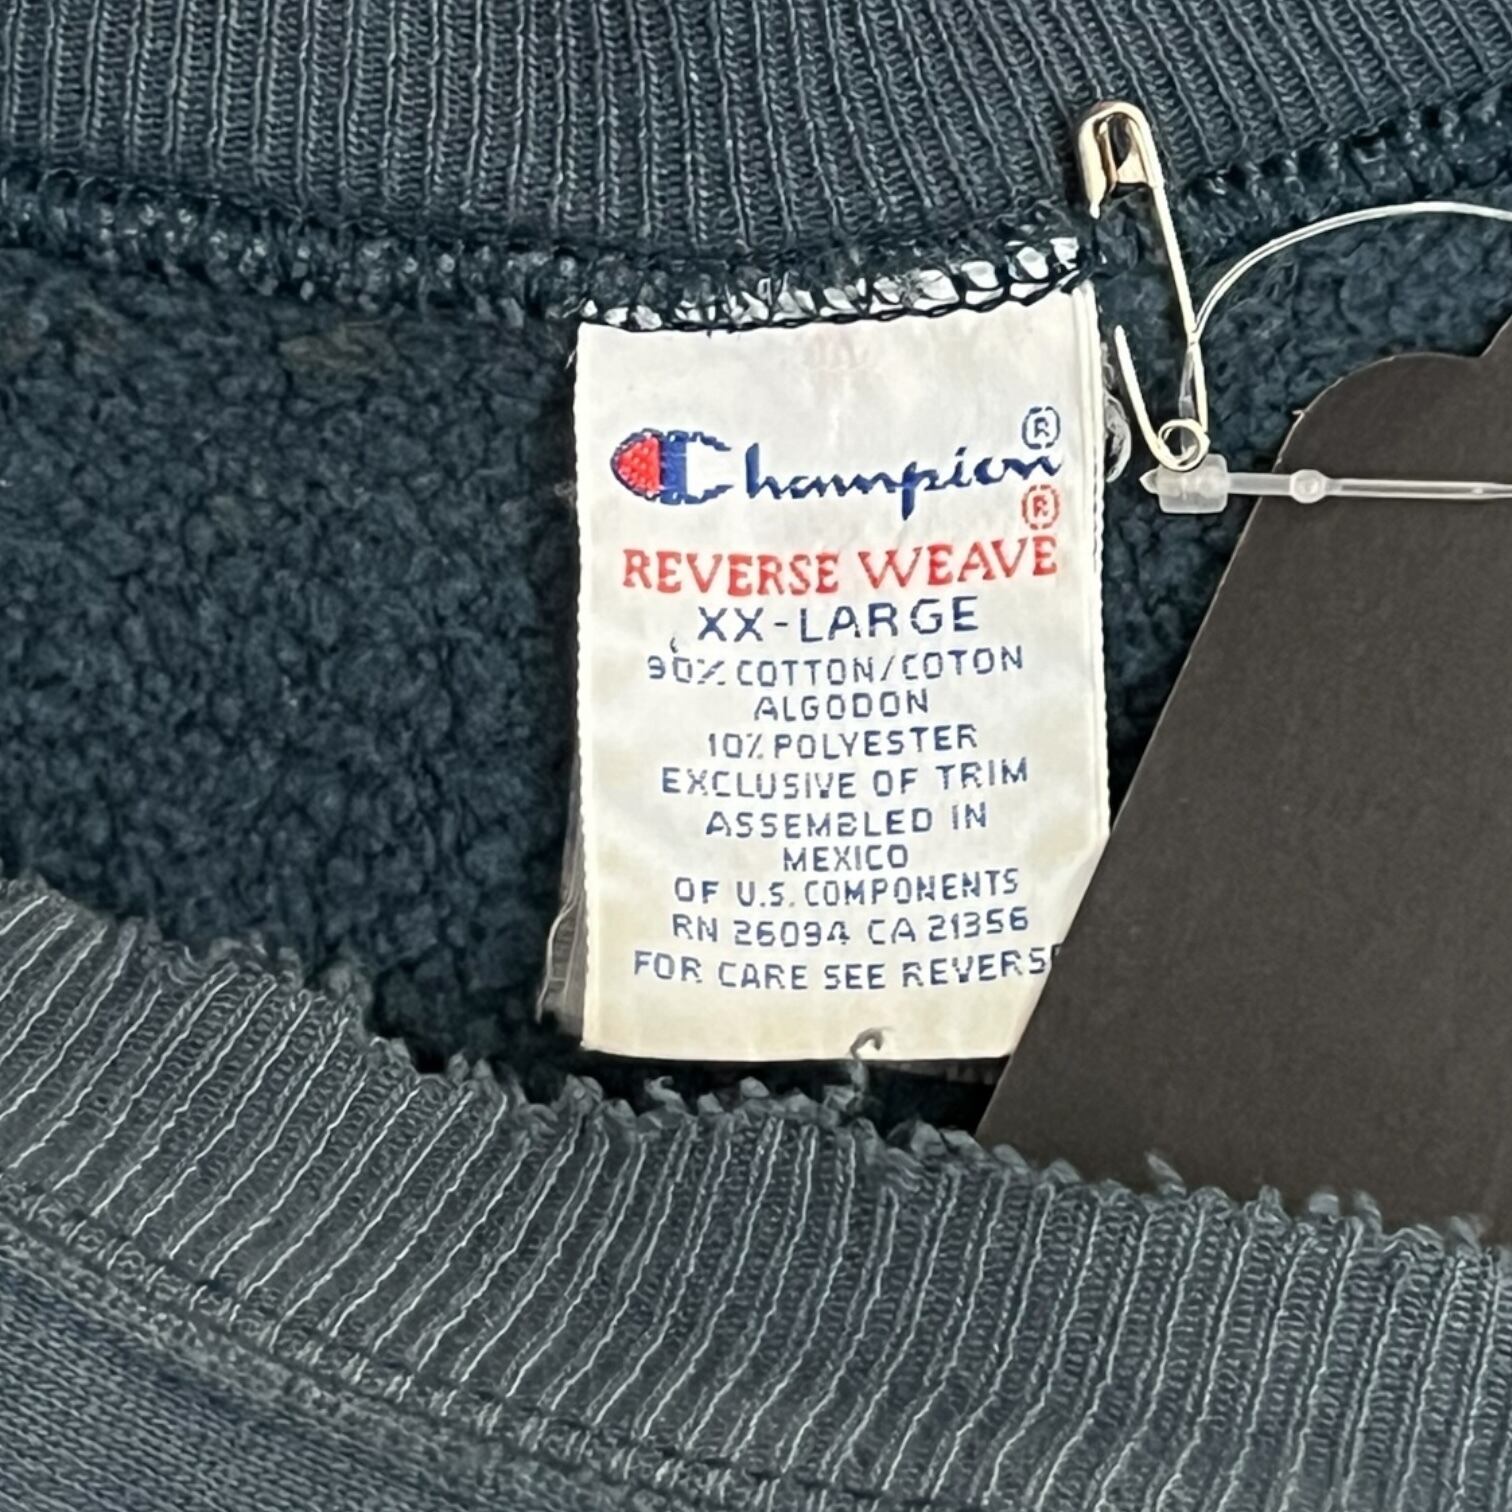 Champion®
REVERSE WEAVE®
XX-LARGE
90% COTTON/COTON
ALGODON
10% POLYESTER
EXCLUSIVE OF TRIM
ASSEMBLED IN
MEXICO
OF U.S. COMPONENTS
RN 26094 CA 21356
FOR CARE SEE REVERSE